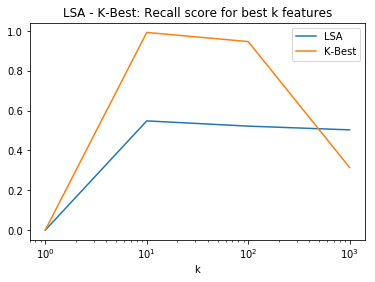 LSA - K-Best: Recall score for best k features
1.0
0.8
0.6
0.4
0.2
0.0
LSA
K-Best
10⁰
10¹
10²
10³
k